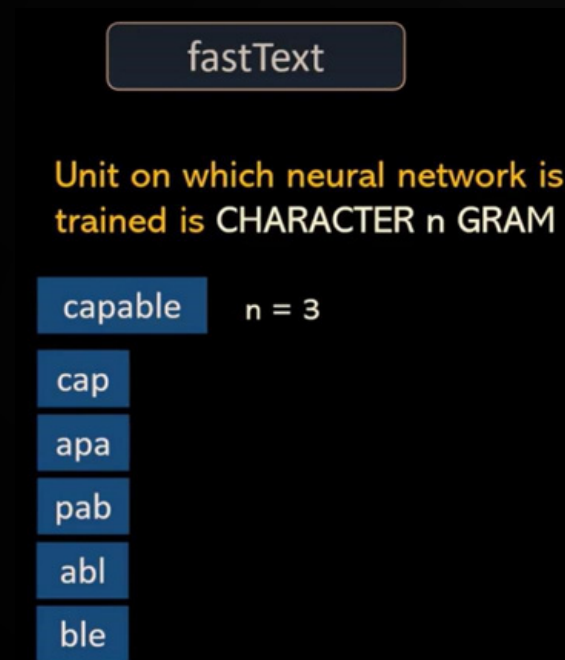 fastText
Unit on which neural network is
trained is CHARACTER n GRAM
capable n = 3
cap
apa
pab
abl
ble